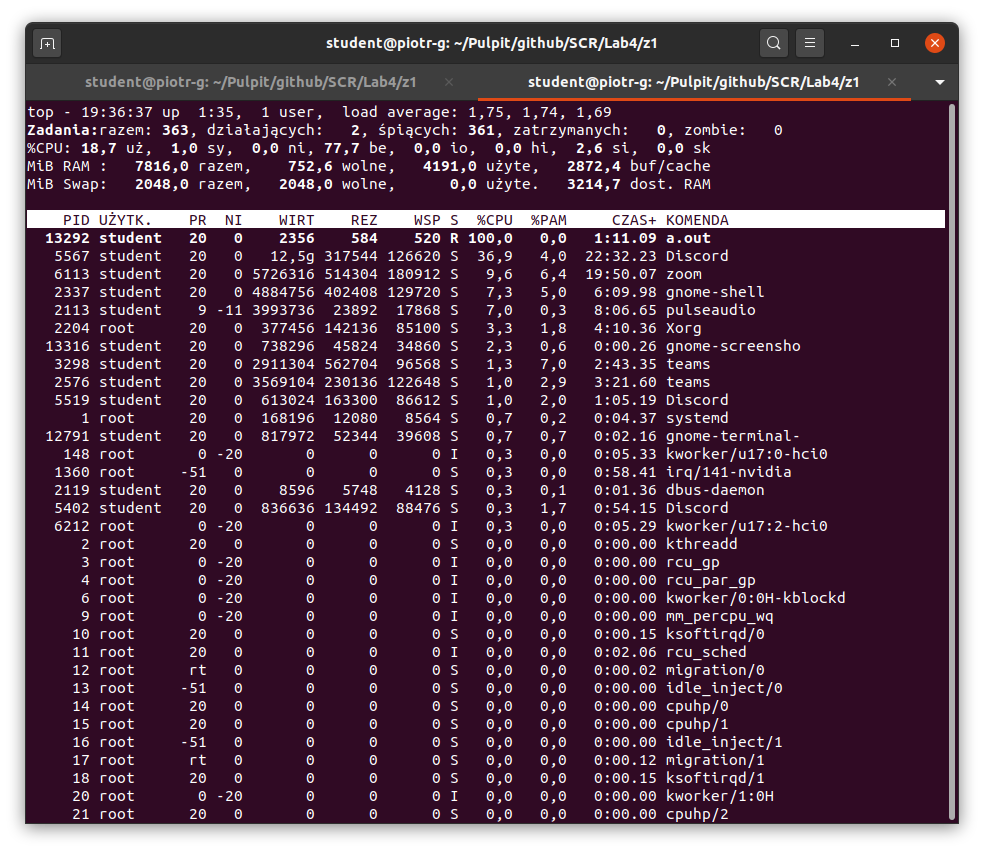 student@piotr-g: ~/Pulpit/github/SCR/Lab4/z1
student@piotr-g: ~/Pulpit/github/SCR/Lab4/z1 × student@piotr-g: ~/Pulpit/github/SCR/Lab4/z1 ×
top - 19:36:37 up  1:35,  1 user,  load average: 1,75, 1,74, 1,69
Zadania:razem: 363, działających:   2, śpiących: 361, zatrzymanych:   0, zombie:   0
%CPU: 18,7 uż,  1,0 sy,  0,0 ni, 77,7 be,  0,0 io,  0,0 hi,  2,6 si,  0,0 sk
MiB RAM :   7816,0 razem,    752,6 wolne,   4191,0 użyte,   2872,4 buf/cache
MiB Swap:   2048,0 razem,   2048,0 wolne,      0,0 użyte.   3214,7 dost. RAM
PID UŻYTK.    PR  NI    WIRT    REZ    WSP S  %CPU  %PAM     CZAS+ KOMENDA
13292 student   20   0    2356    584    520 R 100,0   0,0   1:11.09 a.out
5567 student   20   0   12,5g 317544 126620 S  36,9   4,0  22:32.23 Discord
6113 student   20   0 5726316 514304 180912 S   9,6   6,4  19:50.07 zoom
2337 student   20   0 4884756 402408 129720 S   7,3   5,0   6:09.98 gnome-shell
2113 student    9 -11 3993736  23892  17868 S   7,0   0,3   8:06.65 pulseaudio
2204 root      20   0  377456 142136  85100 S   3,3   1,8   4:10.36 Xorg
13316 student   20   0  738296  45824  34860 S   2,3   0,6   0:00.26 gnome-screensho
3298 student   20   0 2911304 562704  96568 S   1,3   7,0   2:43.35 teams
2576 student   20   0 3569104 230136 122648 S   1,0   2,9   3:21.60 teams
5519 student   20   0  613024 163300  86612 S   1,0   2,0   1:05.19 Discord
1 root      20   0  168196  12080   8564 S   0,7   0,2   0:04.37 systemd
12791 student   20   0  817972  52344  39608 S   0,7   0,7   0:02.16 gnome-terminal-
148 root       0 -20       0      0      0 I   0,3   0,0   0:05.33 kworker/u17:0-hci0
1360 root     -51   0       0      0      0 S   0,3   0,0   0:58.41 irq/141-nvidia
2119 student   20   0    8596   5748   4128 S   0,3   0,1   0:01.36 dbus-daemon
5402 student   20   0  836636 134492  88476 S   0,3   1,7   0:54.15 Discord
6212 root       0 -20       0      0      0 I   0,3   0,0   0:05.29 kworker/u17:2-hci0
2 root      20   0       0      0      0 S   0,0   0,0   0:00.00 kthreadd
3 root       0 -20       0      0      0 I   0,0   0,0   0:00.00 rcu_gp
4 root       0 -20       0      0      0 I   0,0   0,0   0:00.00 rcu_par_gp
6 root       0 -20       0      0      0 I   0,0   0,0   0:00.00 kworker/0:0H-kblockd
9 root       0 -20       0      0      0 I   0,0   0,0   0:00.00 mm_percpu_wq
10 root      20   0       0      0      0 S   0,0   0,0   0:00.15 ksoftirqd/0
11 root      20   0       0      0      0 I   0,0   0,0   0:02.06 rcu_sched
12 root      rt   0       0      0      0 S   0,0   0,0   0:00.02 migration/0
13 root     -51   0       0      0      0 S   0,0   0,0   0:00.00 idle_inject/0
14 root      20   0       0      0      0 S   0,0   0,0   0:00.00 cpuhp/0
15 root      20   0       0      0      0 S   0,0   0,0   0:00.00 cpuhp/1
16 root     -51   0       0      0      0 S   0,0   0,0   0:00.00 idle_inject/1
17 root      rt   0       0      0      0 S   0,0   0,0   0:00.12 migration/1
18 root      20   0       0      0      0 S   0,0   0,0   0:00.15 ksoftirqd/1
20 root       0 -20       0      0      0 I   0,0   0,0   0:00.00 kworker/1:0H
21 root      20   0       0      0      0 S   0,0   0,0   0:00.00 cpuhp/2